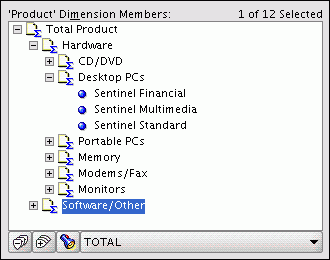 'Product' Dimension Members: 1 of 12 Selected
Total Product
Hardware
CD/DVD
Desktop PCs
Sentinel Financial
Sentinel Multimedia
Sentinel Standard
Portable PCs
Memory
Modems/Fax
Monitors
Software/Other
TOTAL